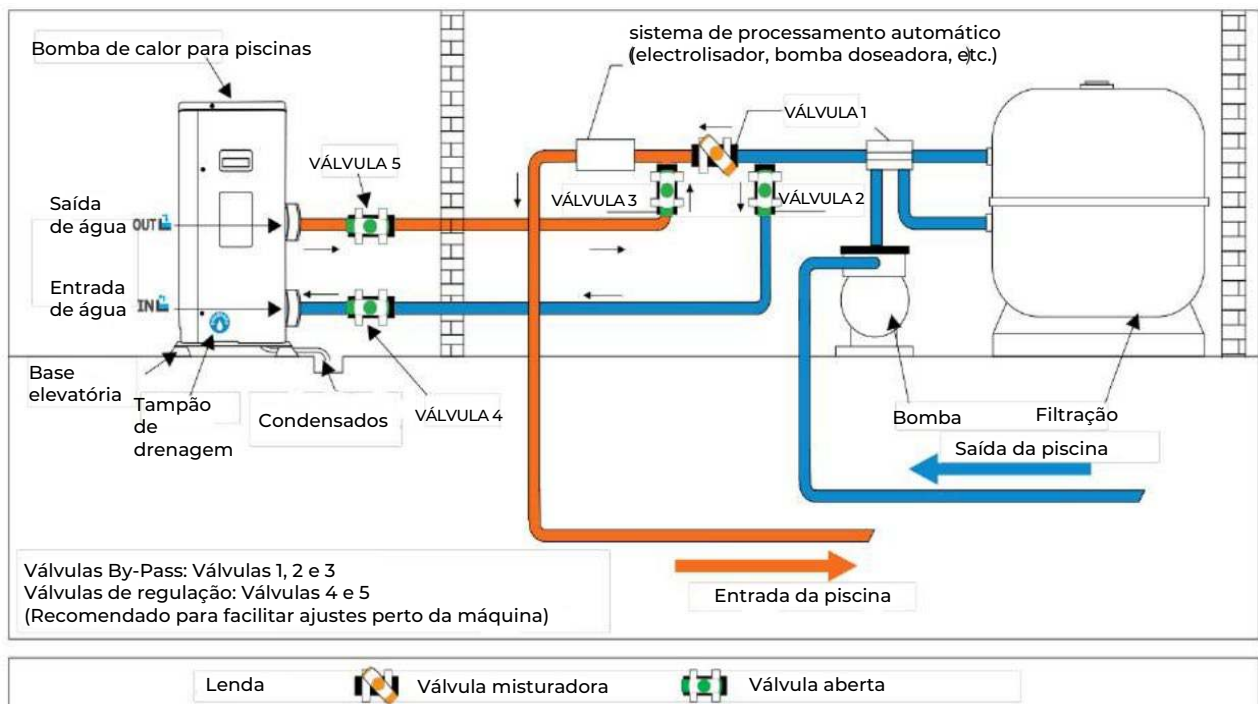 Bomba de calor para piscinas
sistema de processamento automático
(electrolisador, bomba doseadora, etc.)
VÁLVULA 1
VÁLVULA 5
VÁLVULA 3
VÁLVULA 2
Saída
de água
OUT
Entrada
de água
IN
Base
elevatória
Tampão
de
drenagem
Condensados
VÁLVULA 4
Bomba
Filtração
Saída da piscina
Entrada da piscina
Válvulas By-Pass: Válvulas 1, 2 e 3
Válvulas de regulação: Válvulas 4 e 5
(Recomendado para facilitar ajustes perto da máquina)
Lenda
Válvula misturadora
Válvula aberta